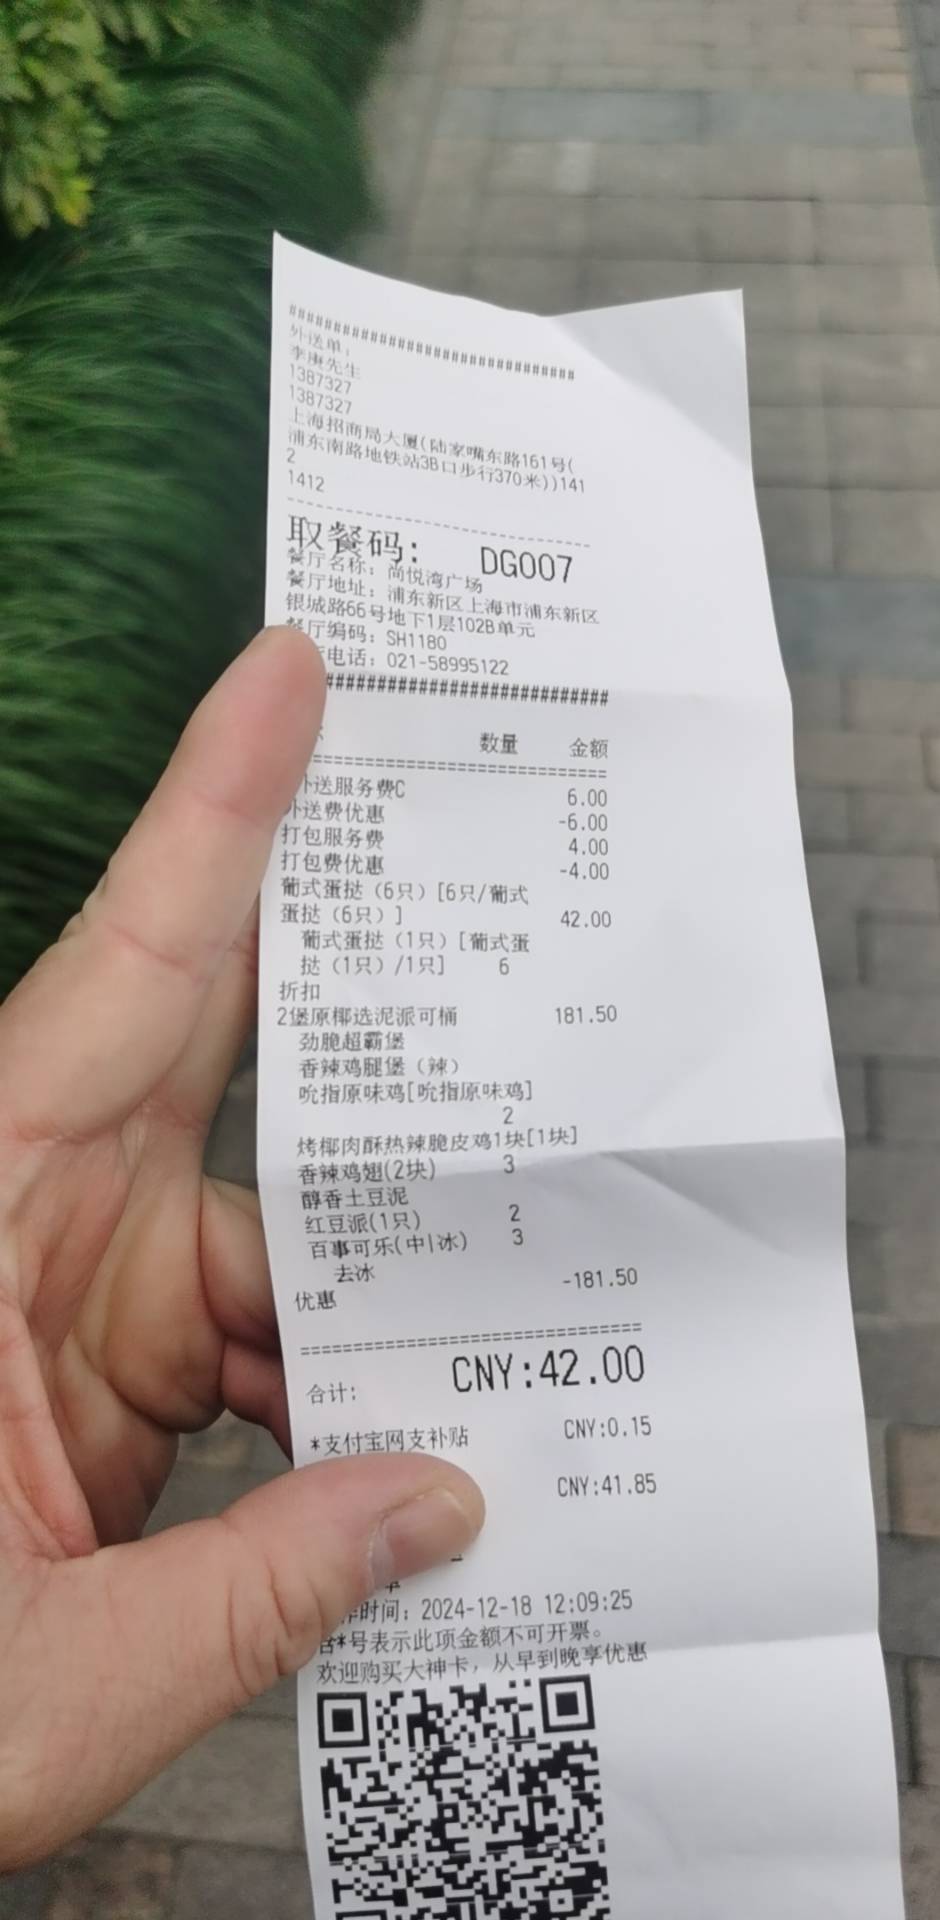 ################################
外送单:
李庚先生
1387327
1387327
上海招商局大厦(陆家嘴东路161号(
浦东南路地铁站3B口步行370米))141
2
1412
取餐码: DG007
餐厅名称: 尚悦湾广场
餐厅地址: 浦东新区上海市浦东新区
银城路66号地下1层102B单元
餐厅编码: SH1180
电话: 021-58995122
############################
数量 金额
============================
外送服务费C 6.00
外送费优惠 -6.00
打包服务费 4.00
打包费优惠 -4.00
葡式蛋挞（6只）[6只/葡式
蛋挞（6只）] 42.00
葡式蛋挞（1只）[葡式蛋
挞（1只）/1只] 6
折扣
2堡原椰选泥派可桶 181.50
劲脆超霸堡
香辣鸡腿堡（辣）
吮指原味鸡[吮指原味鸡]
2
烤椰肉酥热辣脆皮鸡1块[1块]
香辣鸡翅(2块) 3
醇香土豆泥
红豆派(1只) 2
百事可乐(中|冰) 3
去冰
优惠 -181.50
================================
合计: CNY:42.00
*支付宝网支补贴 CNY:0.15
CNY:41.85
时间: 2024-12-18 12:09:25
含*号表示此项金额不可开票。
欢迎购买大神卡，从早到晚享优惠